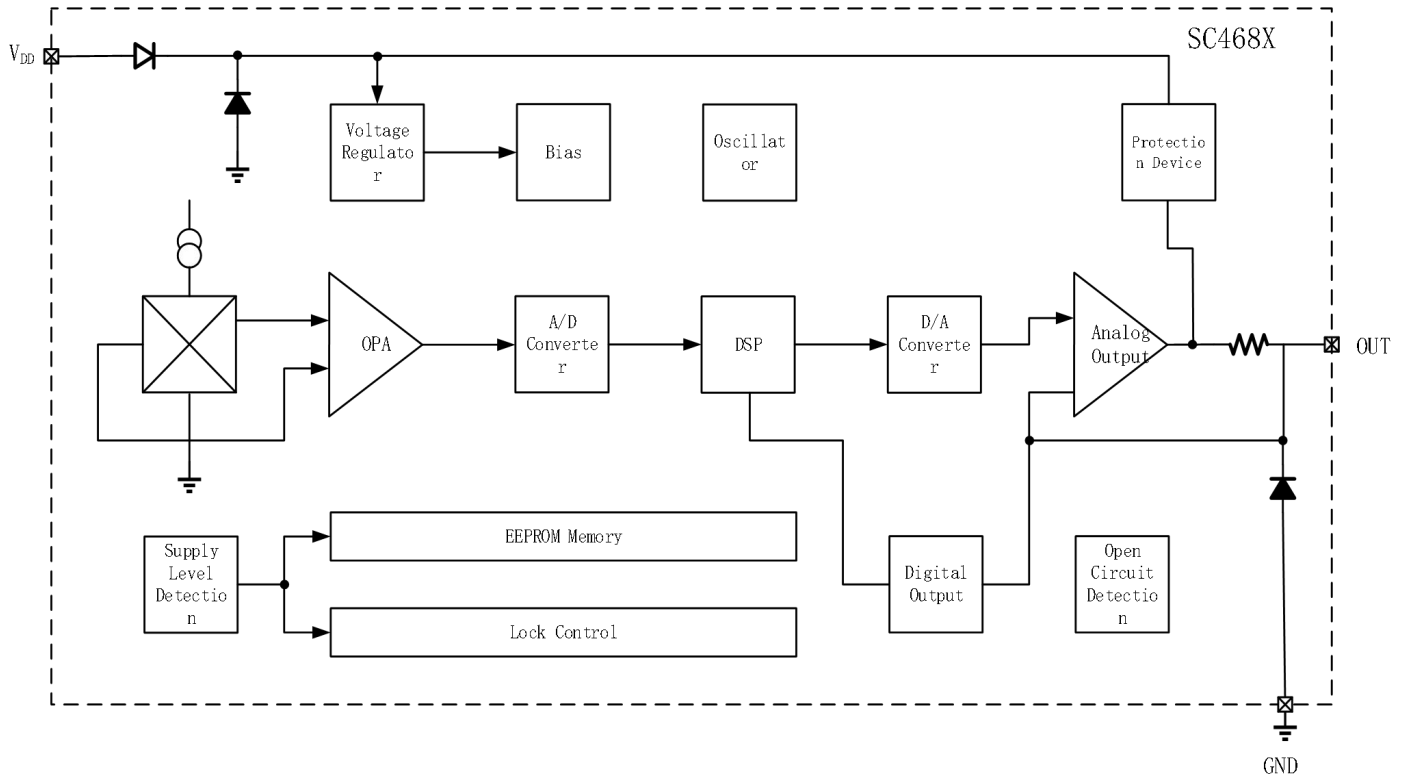 SC468X
VDD
Voltage
Regulato
r
Bias
Oscillat
or
Protectio
n Device
OPA
A/D
Converte
r
DSP
D/A
Converte
r
Analog
Output
OUT
Supply
Level
Detectio
n
EEPROM Memory
Lock Control
Digital
Output
Open
Circuit
Detectio
n
GND